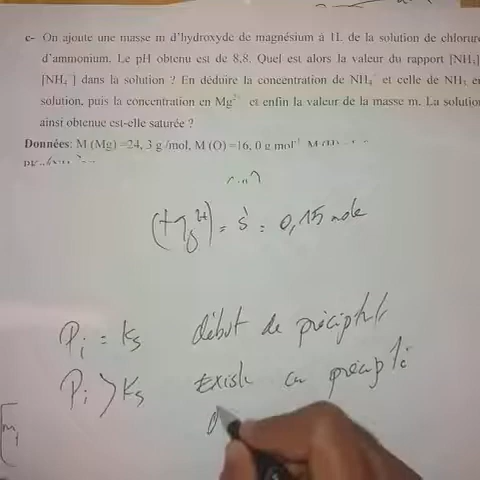 c- On ajoute une masse m d'hydroxyde de magnésium à 1L de la solution de chlorure
d'ammonium. Le pH obtenu est de 8,8. Quel est alors la valeur du rapport [NH₃]
[NH₄⁺] dans la solution ? En déduire la concentration de NH₄⁺ et celle de NH₃ en
solution, puis la concentration en Mg²⁺ et enfin la valeur de la masse m. La solution
ainsi obtenue est-elle saturée ?
Données: M (Mg) =24, 3 g/mol, M (O) =16, 0 g mol⁻¹
= s' = 0,15 mole
Pi = Ks début de
Pi > Ks Existe